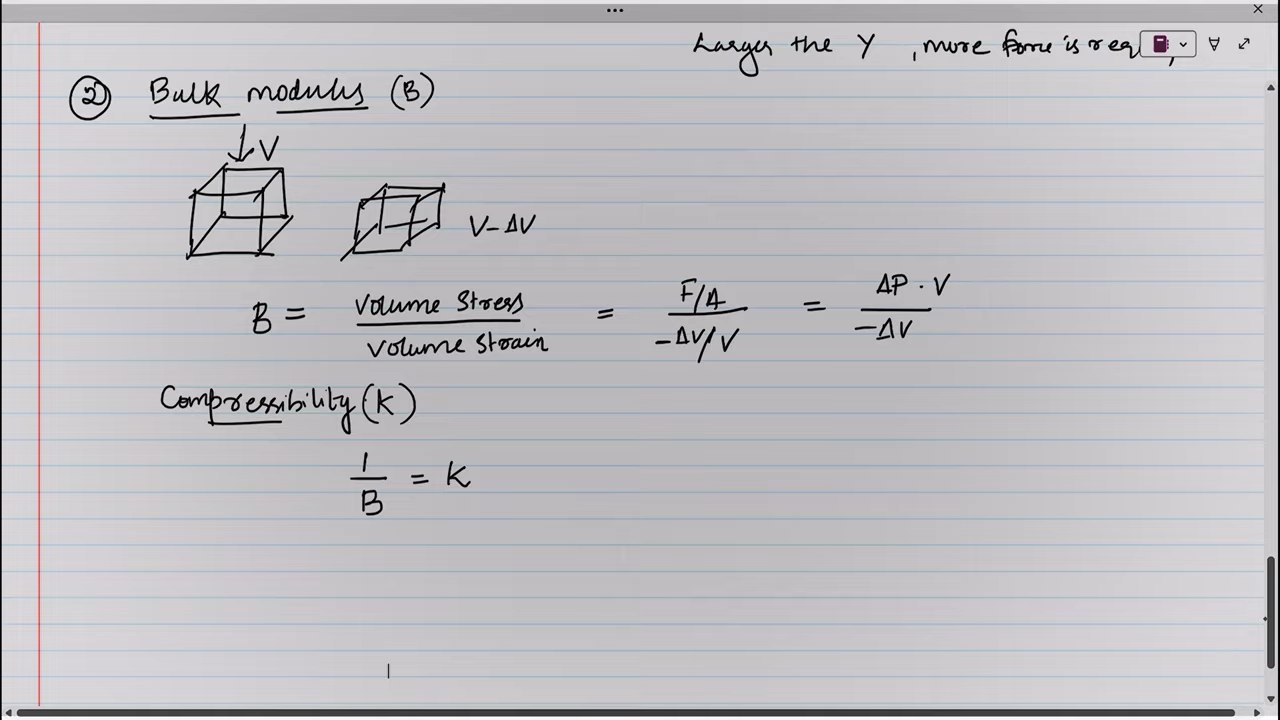 Larger the Y , more force is req
② Bulk modulus (B)
V
V - ΔV
B = Volume Stress / Volume Strain = F/A / -ΔV/V = ΔP · V / -ΔV
Compressibility (K)
1/B = K